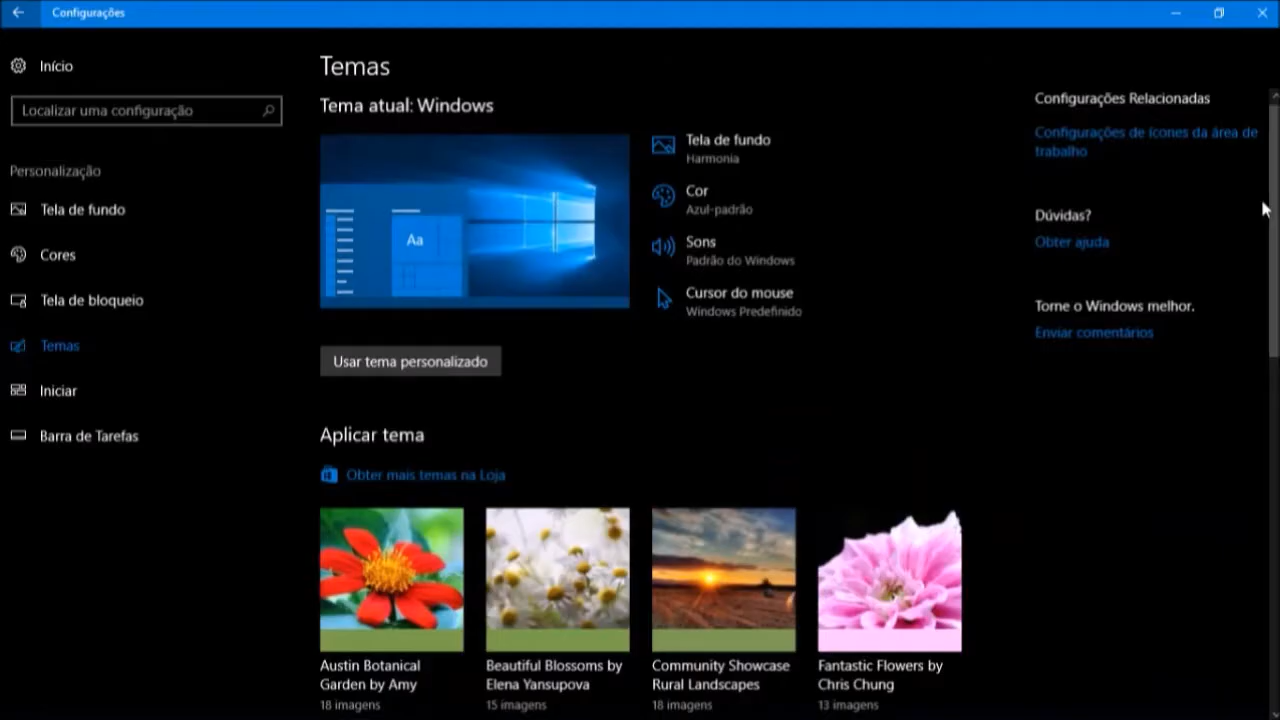 Configurações
Início
Localizar uma configuração
Personalização
Tela de fundo
Cores
Tela de bloqueio
Temas
Iniciar
Barra de Tarefas
Temas
Tema atual: Windows
Aa
Tela de fundo
Harmonia
Cor
Azul-padrão
Sons
Padrão do Windows
Cursor do mouse
Windows Predefinido
Usar tema personalizado
Aplicar tema
Obter mais temas na Loja
Austin Botanical
Garden by Amy
18 imagens
Beautiful Blossoms by
Elena Yansupova
15 imagens
Community Showcase
Rural Landscapes
18 imagens
Fantastic Flowers by
Chris Chung
13 imagens
Configurações Relacionadas
Configurações de ícones da área de
trabalho
Dúvidas?
Obter ajuda
Torne o Windows melhor.
Enviar comentários